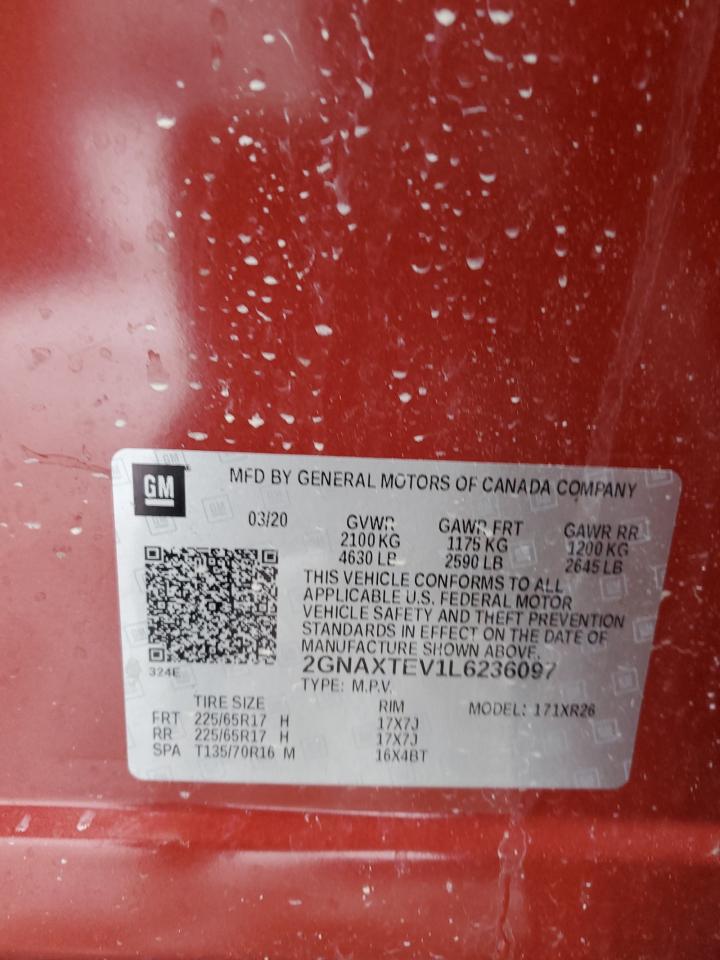 GM MFD BY GENERAL MOTORS OF CANADA COMPANY
03/20 GVWR GAWR FRT GAWR RR
2100 KG 1175 KG 1200 KG
4630 LB 2590 LB 2645 LB
THIS VEHICLE CONFORMS TO ALL
APPLICABLE U.S. FEDERAL MOTOR
VEHICLE SAFETY AND THEFT PREVENTION
STANDARDS IN EFFECT ON THE DATE OF
MANUFACTURE SHOWN ABOVE.
324E 2GNAXTEV1L6236097
TYPE: M.P.V.
TIRE SIZE RIM MODEL: 171XR26
FRT 225/65R17 H 17X7J
RR 225/65R17 H 17X7J
SPA T135/70R16 M 16X4BT